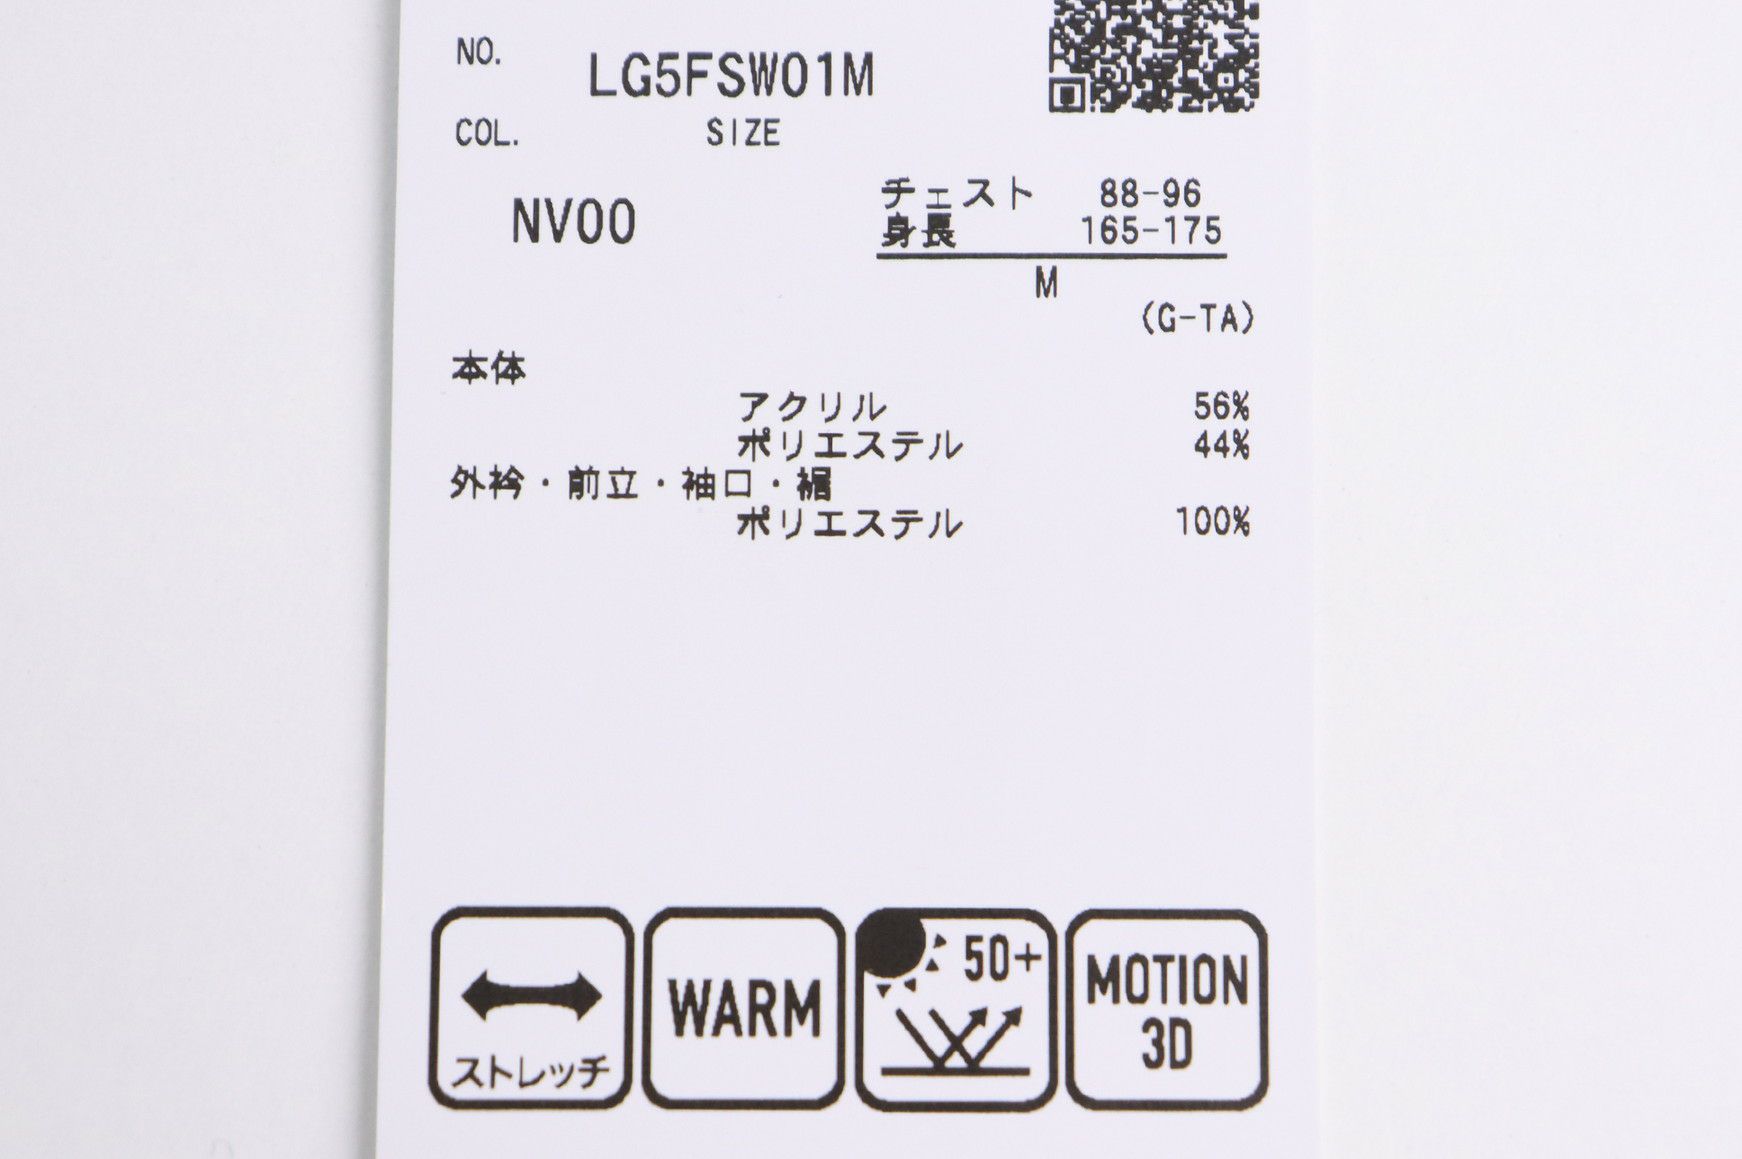 NO.
LG5FSW01M
COL. SIZE
NV00
チェスト 88-96
身長 165-175
M
(G-TA)
本体
アクリル 56%
ポリエステル 44%
外衿・前立・袖口・裾
ポリエステル 100%
ストレッチ
WARM
50+
MOTION
3D